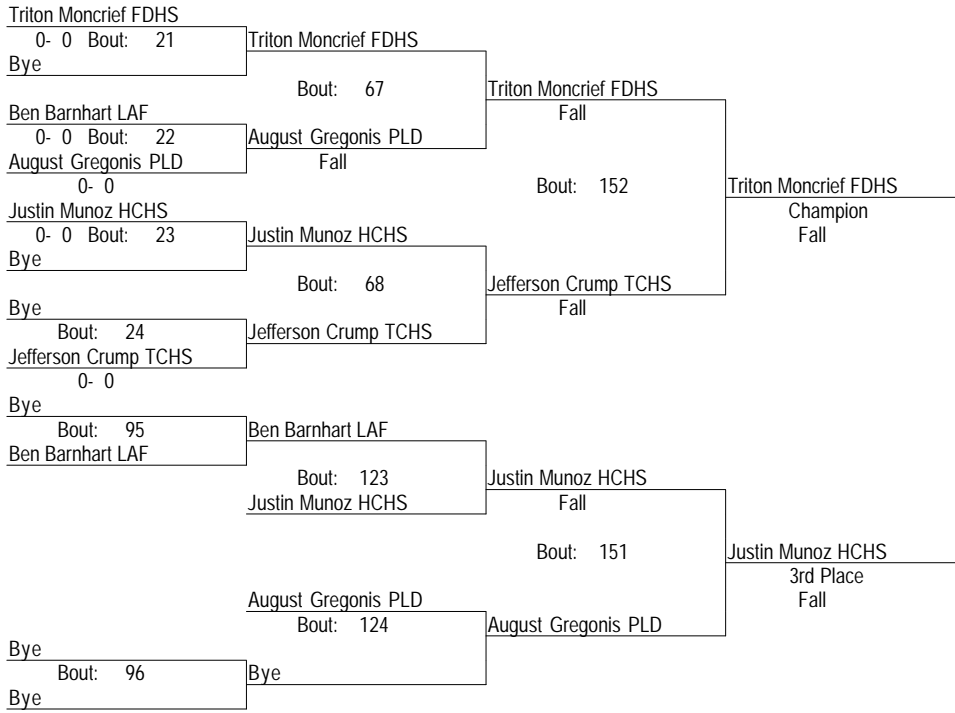 Triton Moncrief FDHS
0- 0 Bout: 21
Triton Moncrief FDHS
Bye
Bout: 67
Triton Moncrief FDHS
Ben Barnhart LAF
Fall
0- 0 Bout: 22
August Gregonis PLD
August Gregonis PLD
Fall
0- 0
Bout: 152
Triton Moncrief FDHS
Justin Munoz HCHS
Champion
0- 0 Bout: 23
Justin Munoz HCHS
Fall
Bye
Bout: 68
Jefferson Crump TCHS
Bye
Fall
Bout: 24
Jefferson Crump TCHS
Jefferson Crump TCHS
0- 0
Bye
Bout: 95
Ben Barnhart LAF
Ben Barnhart LAF
Bout: 123
Justin Munoz HCHS
Justin Munoz HCHS
Fall
Bout: 151
Justin Munoz HCHS
3rd Place
August Gregonis PLD
Fall
Bout: 124
August Gregonis PLD
Bye
Bout: 96
Bye
Bye